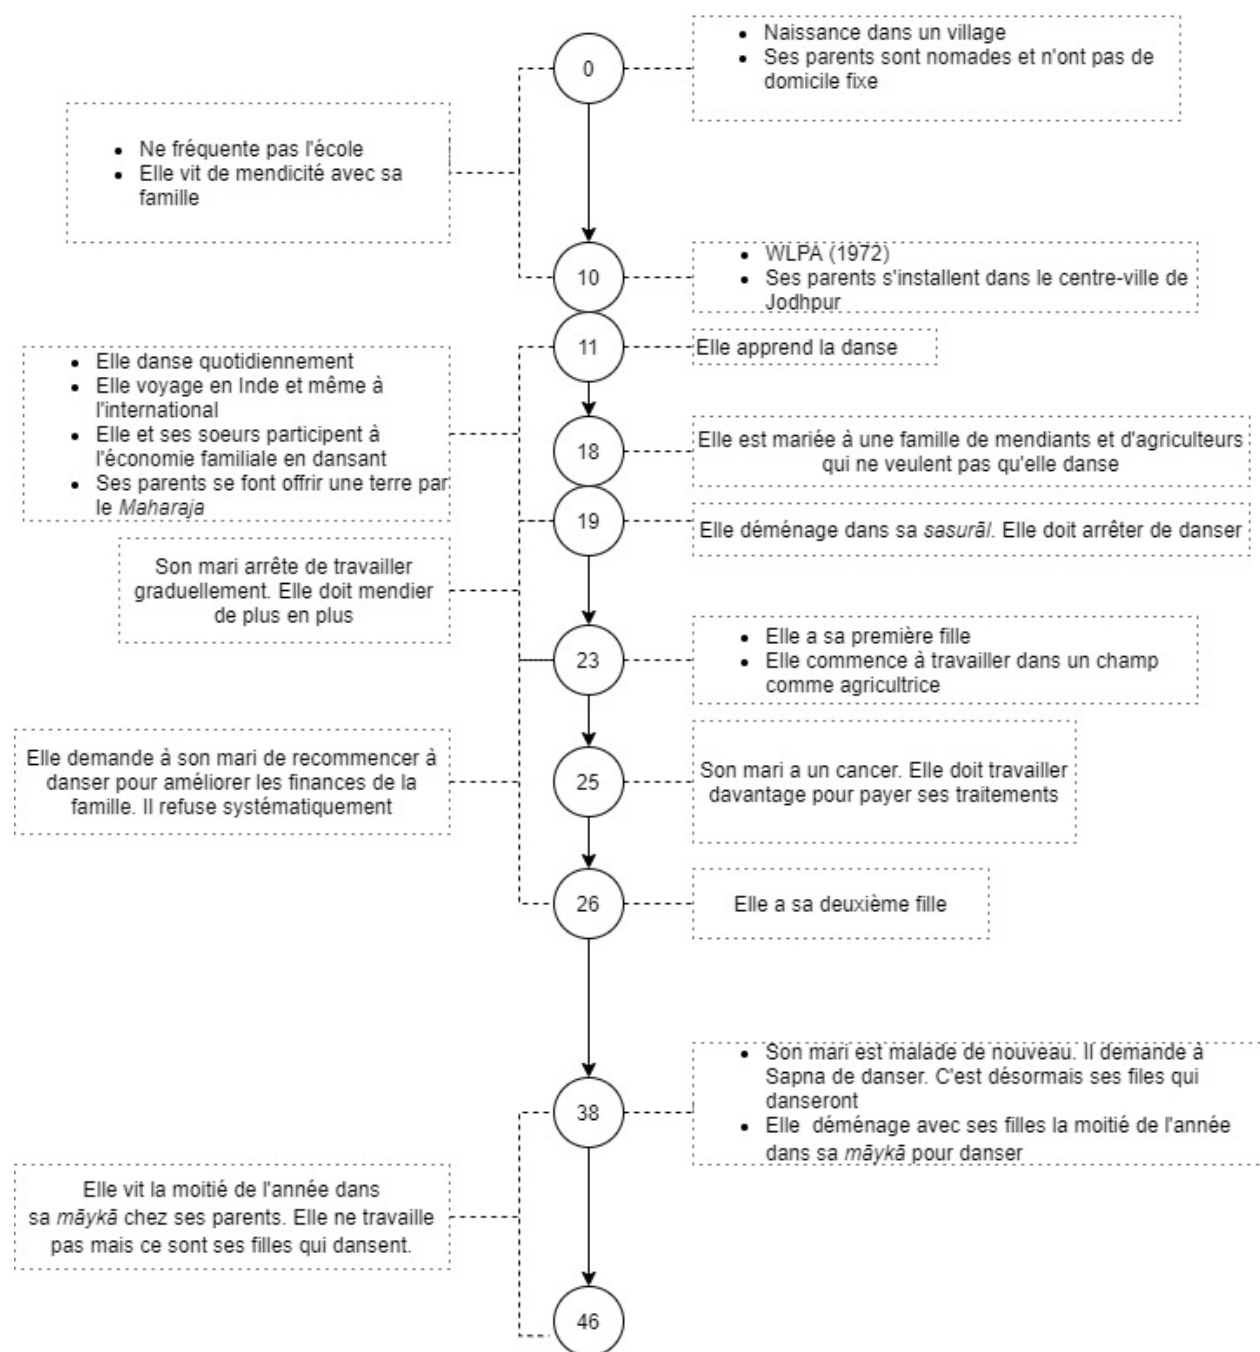 0
• Naissance dans un village
• Ses parents sont nomades et n'ont pas de
domicile fixe
• Ne fréquente pas l'école
• Elle vit de mendicité avec sa
famille
10
• WLPA (1972)
• Ses parents s'installent dans le centre-ville de
Jodhpur
11
Elle apprend la danse
• Elle danse quotidiennement
• Elle voyage en Inde et même à
l'international
• Elle et ses soeurs participent à
l'économie familiale en dansant
• Ses parents se font offrir une terre par
le Maharaja
18
Elle est mariée à une famille de mendiants et d'agriculteurs
qui ne veulent pas qu'elle danse
19
Elle déménage dans sa sasurāl. Elle doit arrêter de danser
Son mari arrête de travailler
graduellement. Elle doit mendier
de plus en plus
23
• Elle a sa première fille
• Elle commence à travailler dans un champ
comme agricultrice
Elle demande à son mari de recommencer à
danser pour améliorer les finances de la
famille. Il refuse systématiquement
25
Son mari a un cancer. Elle doit travailler
davantage pour payer ses traitements
26
Elle a sa deuxième fille
38
• Son mari est malade de nouveau. Il demande à
Sapna de danser. C'est désormais ses files qui
danseront
• Elle déménage avec ses filles la moitié de l'année
dans sa māykā pour danser
Elle vit la moitié de l'année dans
sa māykā chez ses parents. Elle ne travaille
pas mais ce sont ses filles qui dansent.
46